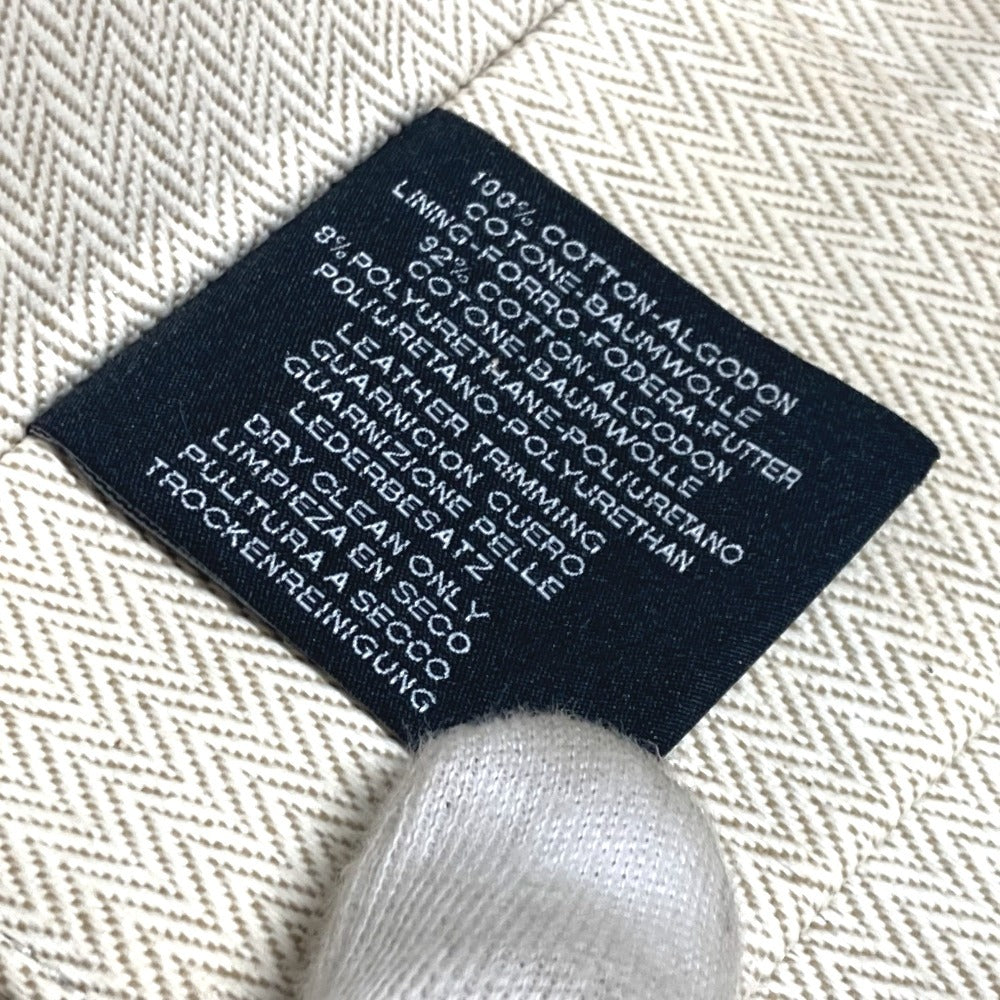 100% COTTON-ALGODON
COTONE-BAUMWOLLE
LINING-FORRO-FODERA-FUTTER
92% COTTON-ALGODON
COTONE-BAUMWOLLE
8% POLYURETHANE-POLIURETANO
POLIURETANO-POLYURETHAN
LEATHER TRIMMING
GUARNICION CUERO
GUARNIZIONE PELLE
LEDERBESATZ
DRY CLEAN ONLY
LIMPIEZA EN SECO
PULITURA A SECCO
TROCKENREINIGUNG